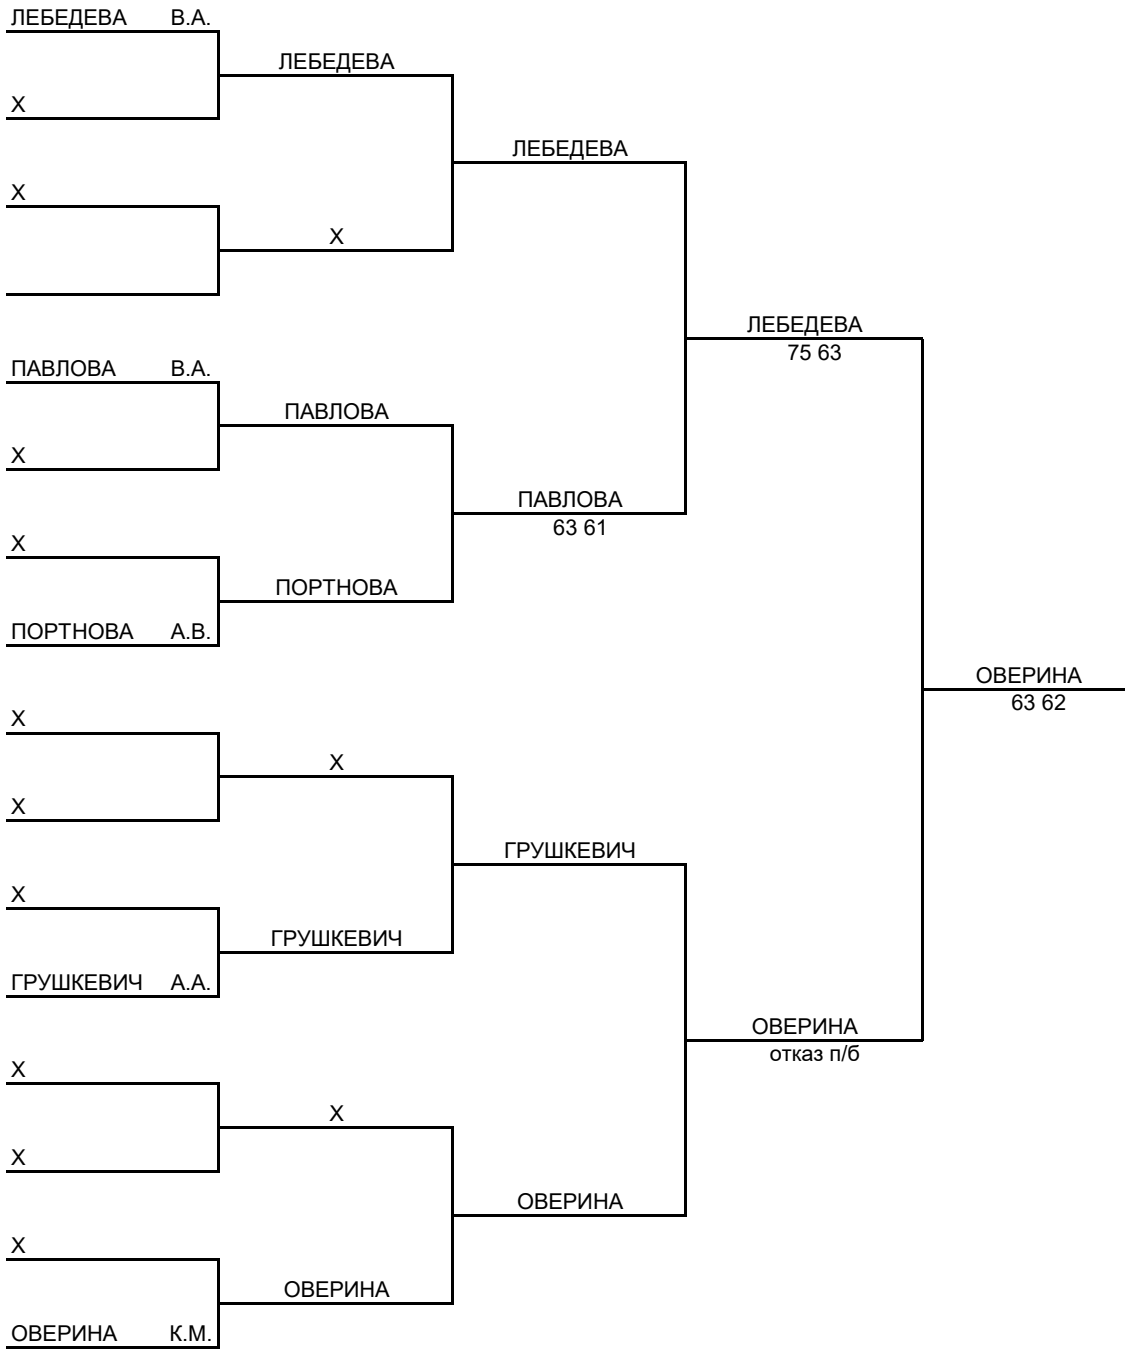 ЛЕБЕДЕВА В.А.
ЛЕБЕДЕВА
X
ЛЕБЕДЕВА
X
X
ЛЕБЕДЕВА
75 63
ПАВЛОВА В.А.
ПАВЛОВА
X
ПАВЛОВА
63 61
X
ПОРТНОВА
ПОРТНОВА А.В.
ОВЕРИНА
63 62
X
X
X
ГРУШКЕВИЧ
X
ГРУШКЕВИЧ
ГРУШКЕВИЧ А.А.
ОВЕРИНА
отказ п/б
X
X
X
ОВЕРИНА
X
ОВЕРИНА
ОВЕРИНА К.М.